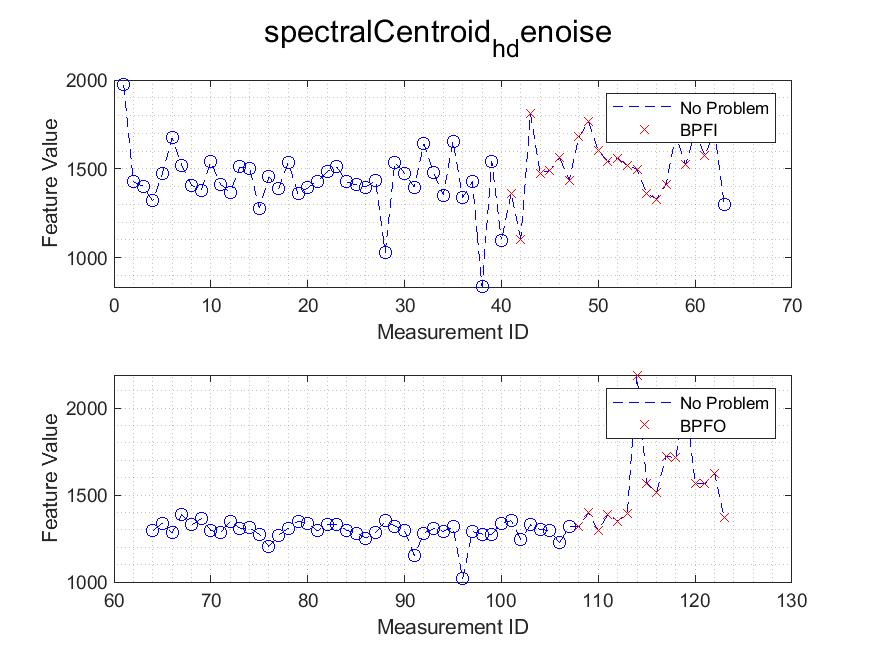 spectralCentroid_hdenoise
2000
1500
1000
Feature Value
No Problem
BPFI
0 10 20 30 40 50 60 70
Measurement ID
2000
1500
1000
Feature Value
No Problem
BPFO
60 70 80 90 100 110 120 130
Measurement ID